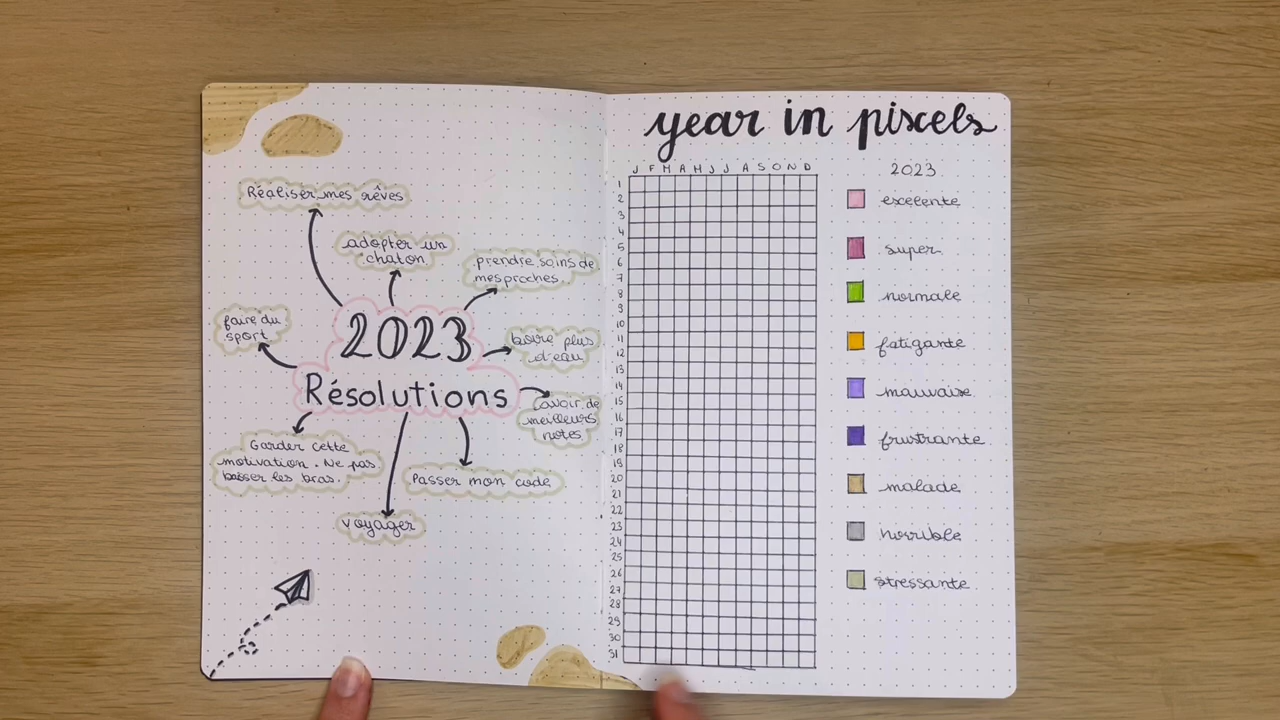 Réaliser mes rêves
adopter un
chaton
prendre soins de
mes proches.
faire du
sport
2023
Résolutions
boire plus
d'eau
avoir de
meilleurs
notes
Garder cette
motivation. Ne pas
baisser les bras.
Passer mon code
voyager
year in pixels
J F M A M J J A S O N D
1
2
3
4
5
6
7
8
9
10
11
12
13
14
15
16
17
18
19
20
21
22
23
24
25
26
27
28
29
30
31
2023
excelente
super
normale
fatigante
mauvaise
frustrante
malade
horrible
stressante